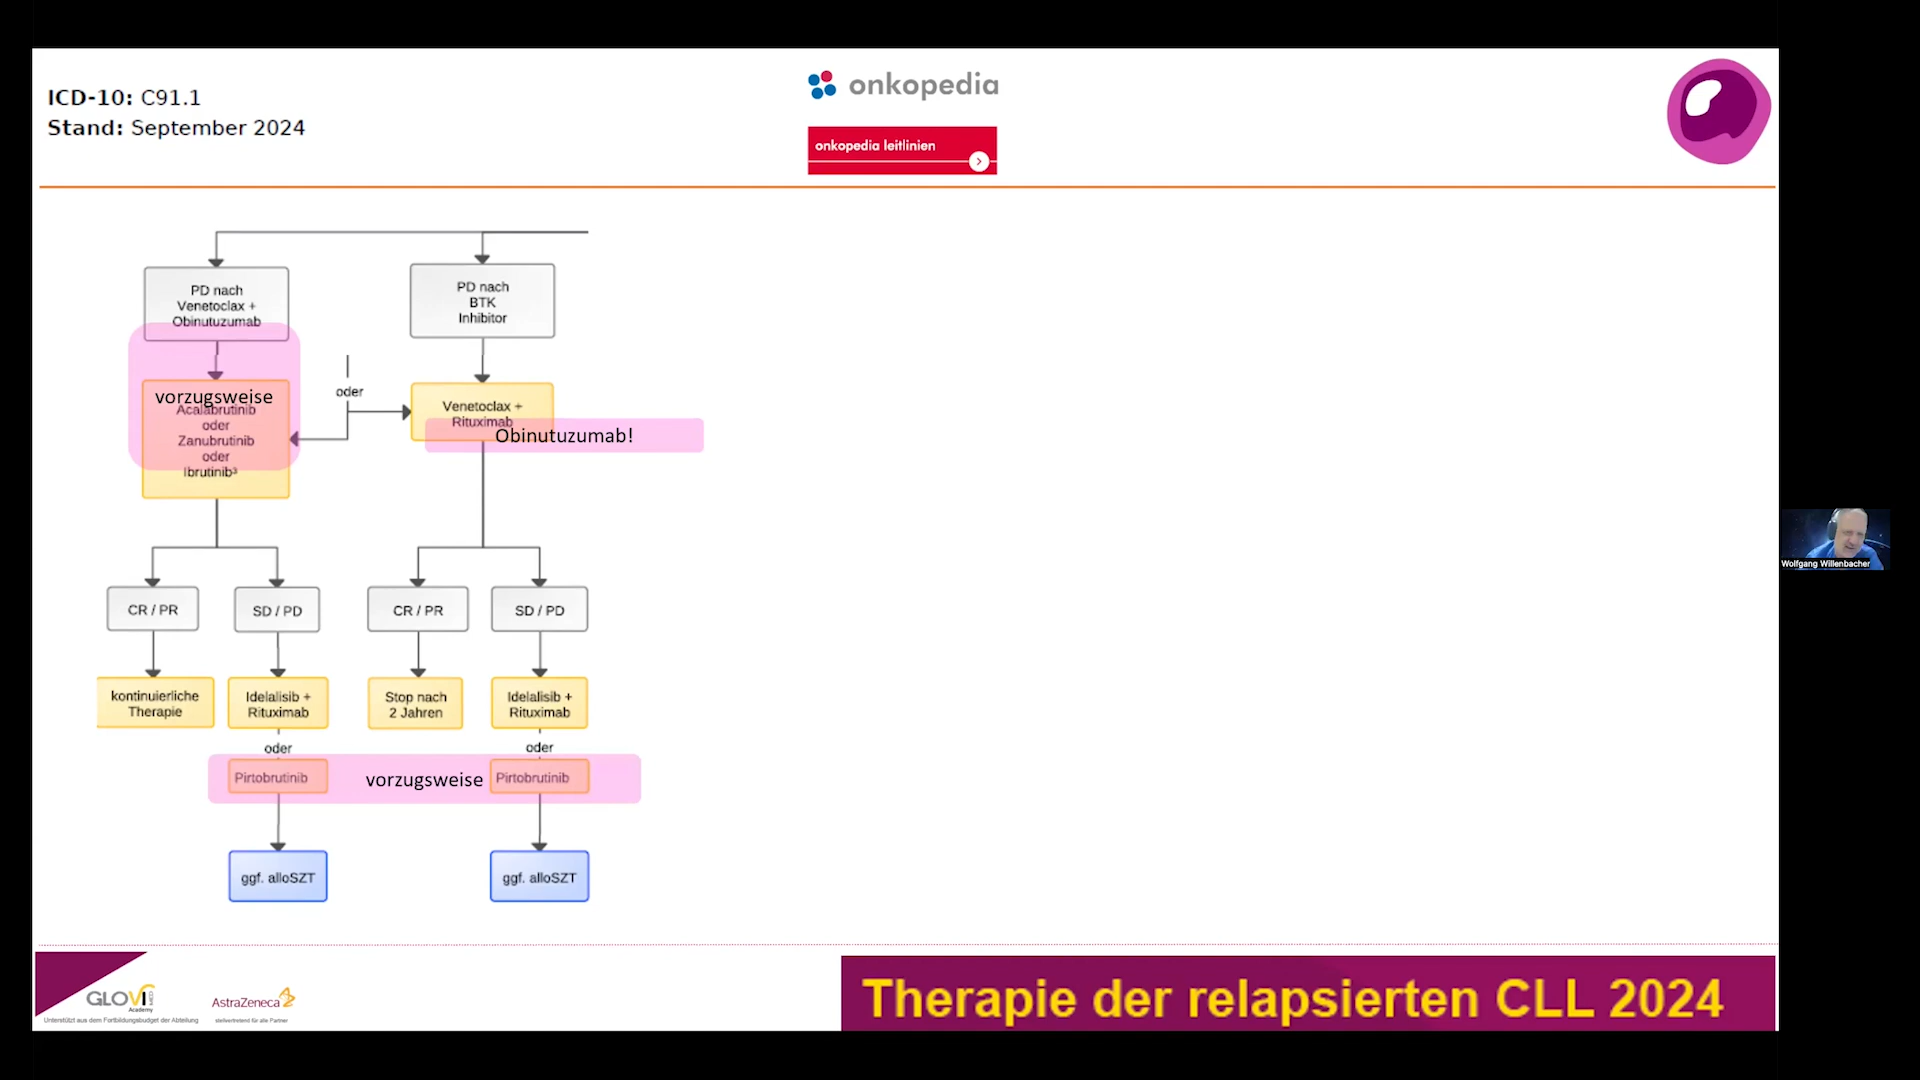 ICD-10: C91.1
Stand: September 2024
onkopedia
onkopedia leitlinien
PD nach
Venetoclax +
Obinutuzumab
PD nach
BTK
Inhibitor
vorzugsweise
Acalabrutinib
oder
Zanubrutinib
oder
Ibrutinib³
oder
Venetoclax +
Rituximab
Obinutuzumab!
CR / PR
SD / PD
CR / PR
SD / PD
kontinuierliche
Therapie
Idelalisib +
Rituximab
Stop nach
2 Jahren
Idelalisib +
Rituximab
oder
oder
Pirtobrutinib
vorzugsweise
Pirtobrutinib
ggf. alloSZT
ggf. alloSZT
GLOVI
MED
Academy
Unterstützt aus dem Fortbildungsbudget der Abteilung
AstraZeneca
stellvertretend für alle Partner
Therapie der relapsierten CLL 2024
Wolfgang Willenbacher